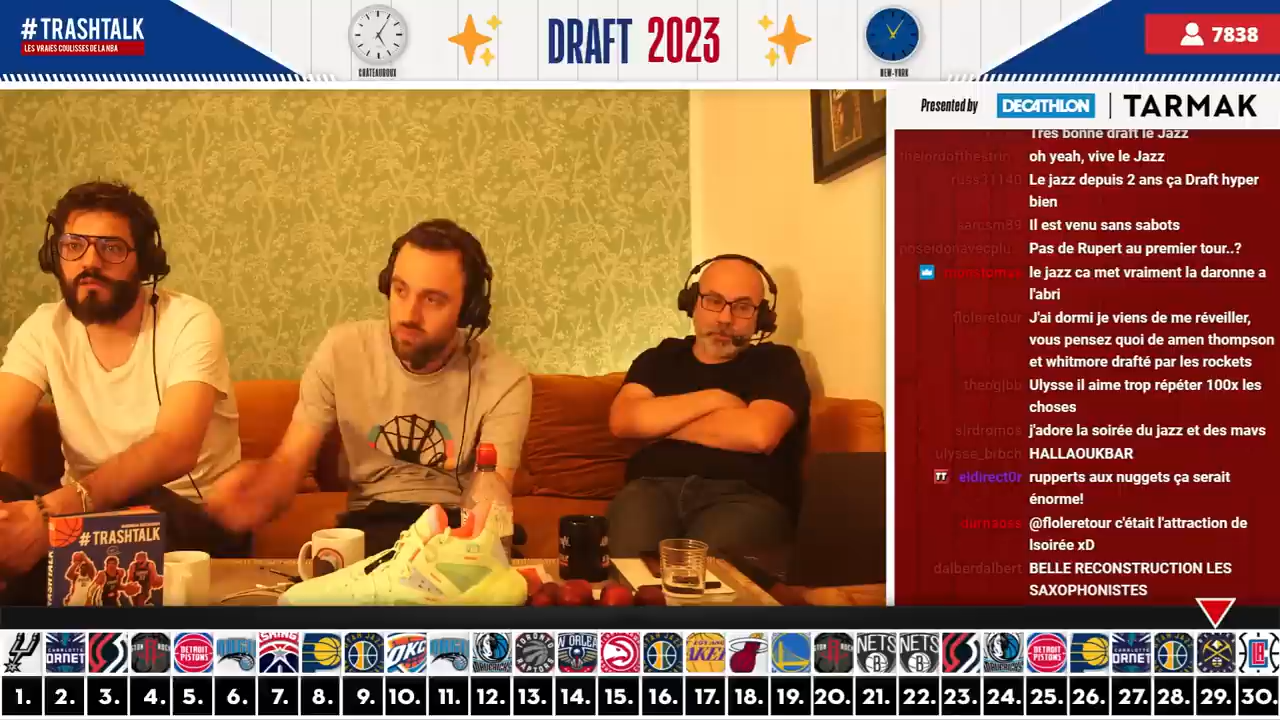 #TRASHTALK
LES VRAIES COULISSES DE LA NBA
CHÂTEAUROUX
DRAFT 2023
NEW-YORK
7838
Presented by DECATHLON | TARMAK
Très bonne draft le Jazz
oh yeah, vive le Jazz
russ31140 Le jazz depuis 2 ans ça Draft hyper
bien
Il est venu sans sabots
poseidonavecplu... Pas de Rupert au premier tour..?
le jazz ca met vraiment la daronne a
l'abri
floleretour J'ai dormi je viens de me réveiller,
vous pensez quoi de amen thompson
et whitmore drafté par les rockets
Ulysse il aime trop répéter 100x les
choses
sirdromos j'adore la soirée du jazz et des mavs
HALLAOUKBAR
TT eldirect0r rupperts aux nuggets ça serait
énorme!
@floleretour c'était l'attraction de
lsoirée xD
dalbordalbert BELLE RECONSTRUCTION LES
SAXOPHONISTES
#TRASHTALK
1. 2. 3. 4. 5. 6. 7. 8. 9. 10. 11. 12. 13. 14. 15. 16. 17. 18. 19. 20. 21. 22. 23. 24. 25. 26. 27. 28. 29. 30.